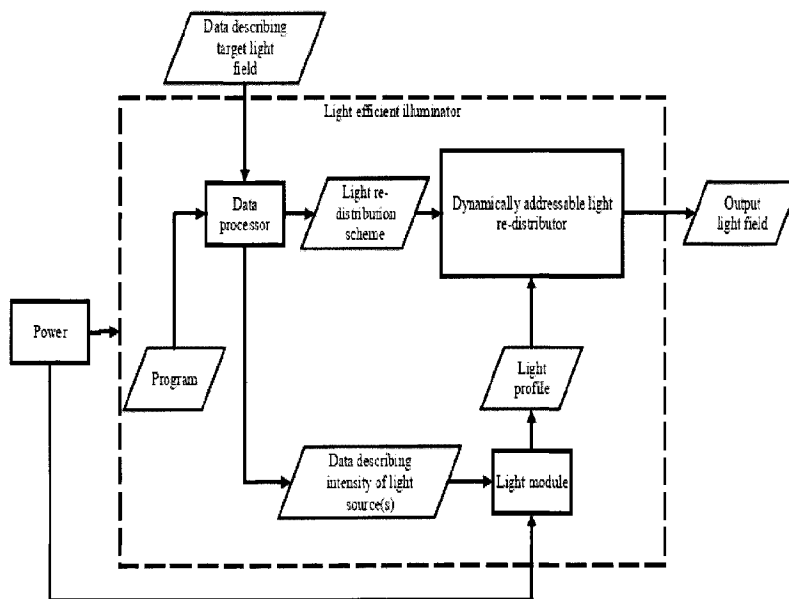 Data describing
target light
field
Light efficient illuminator
Data
processor
Light re-
distribution
scheme
Dynamically addressable light
re-distributor
Output
light field
Power
Program
Light
profile
Data describing
intensity of light
source(s)
Light module